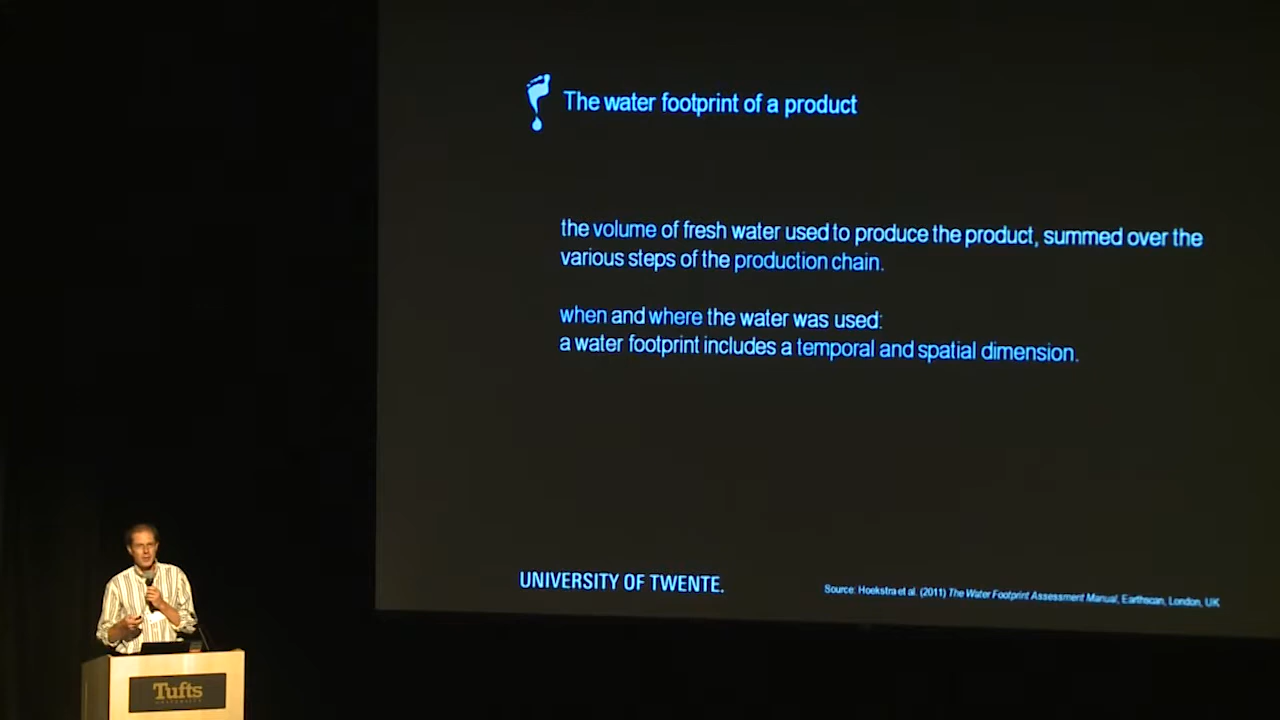 The water footprint of a product
the volume of fresh water used to produce the product, summed over the
various steps of the production chain.
when and where the water was used:
a water footprint includes a temporal and spatial dimension.
UNIVERSITY OF TWENTE.
Source: Hoekstra et al. (2011) The Water Footprint Assessment Manual, Earthscan, London, UK
Tufts
UNIVERSITY